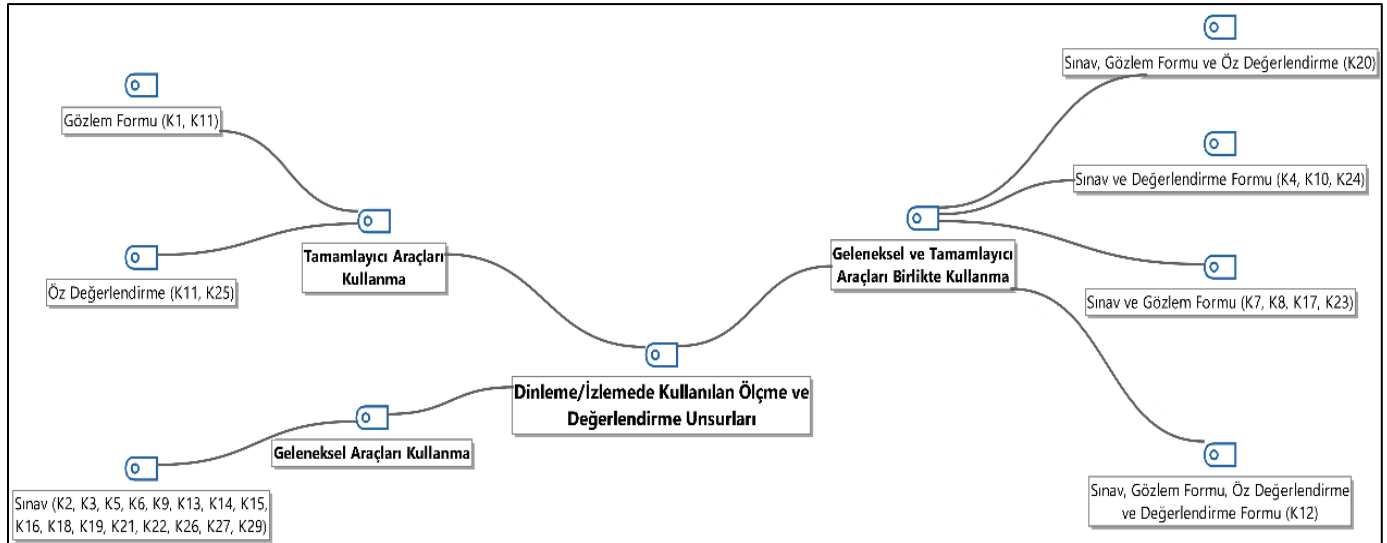 Gözlem Formu (K1, K11)
Öz Değerlendirme (K11, K25)
Tamamlayıcı Araçları
Kullanma
Geleneksel Araçları Kullanma
Sınav (K2, K3, K5, K6, K9, K13, K14, K15,
K16, K18, K19, K21, K22, K26, K27, K29)
Dinleme/İzlemede Kullanılan Ölçme ve
Değerlendirme Unsurları
Geleneksel ve Tamamlayıcı
Araçları Birlikte Kullanma
Sınav, Gözlem Formu ve Öz Değerlendirme (K20)
Sınav ve Değerlendirme Formu (K4, K10, K24)
Sınav ve Gözlem Formu (K7, K8, K17, K23)
Sınav, Gözlem Formu, Öz Değerlendirme
ve Değerlendirme Formu (K12)